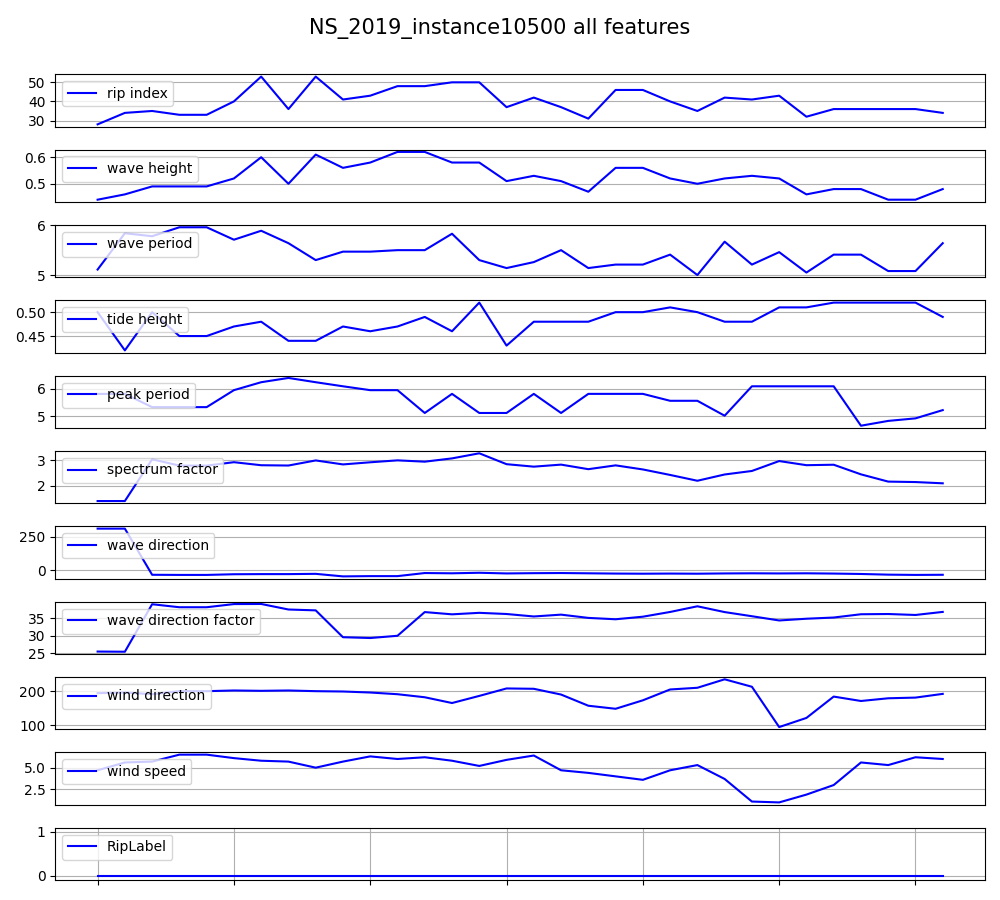 NS_2019_instance10500 all features
50
40
30
rip index
0.6
0.5
wave height
6
5
wave period
0.50
0.45
tide height
6
5
peak period
3
2
spectrum factor
250
0
wave direction
35
30
25
wave direction factor
200
100
wind direction
5.0
2.5
wind speed
1
0
RipLabel